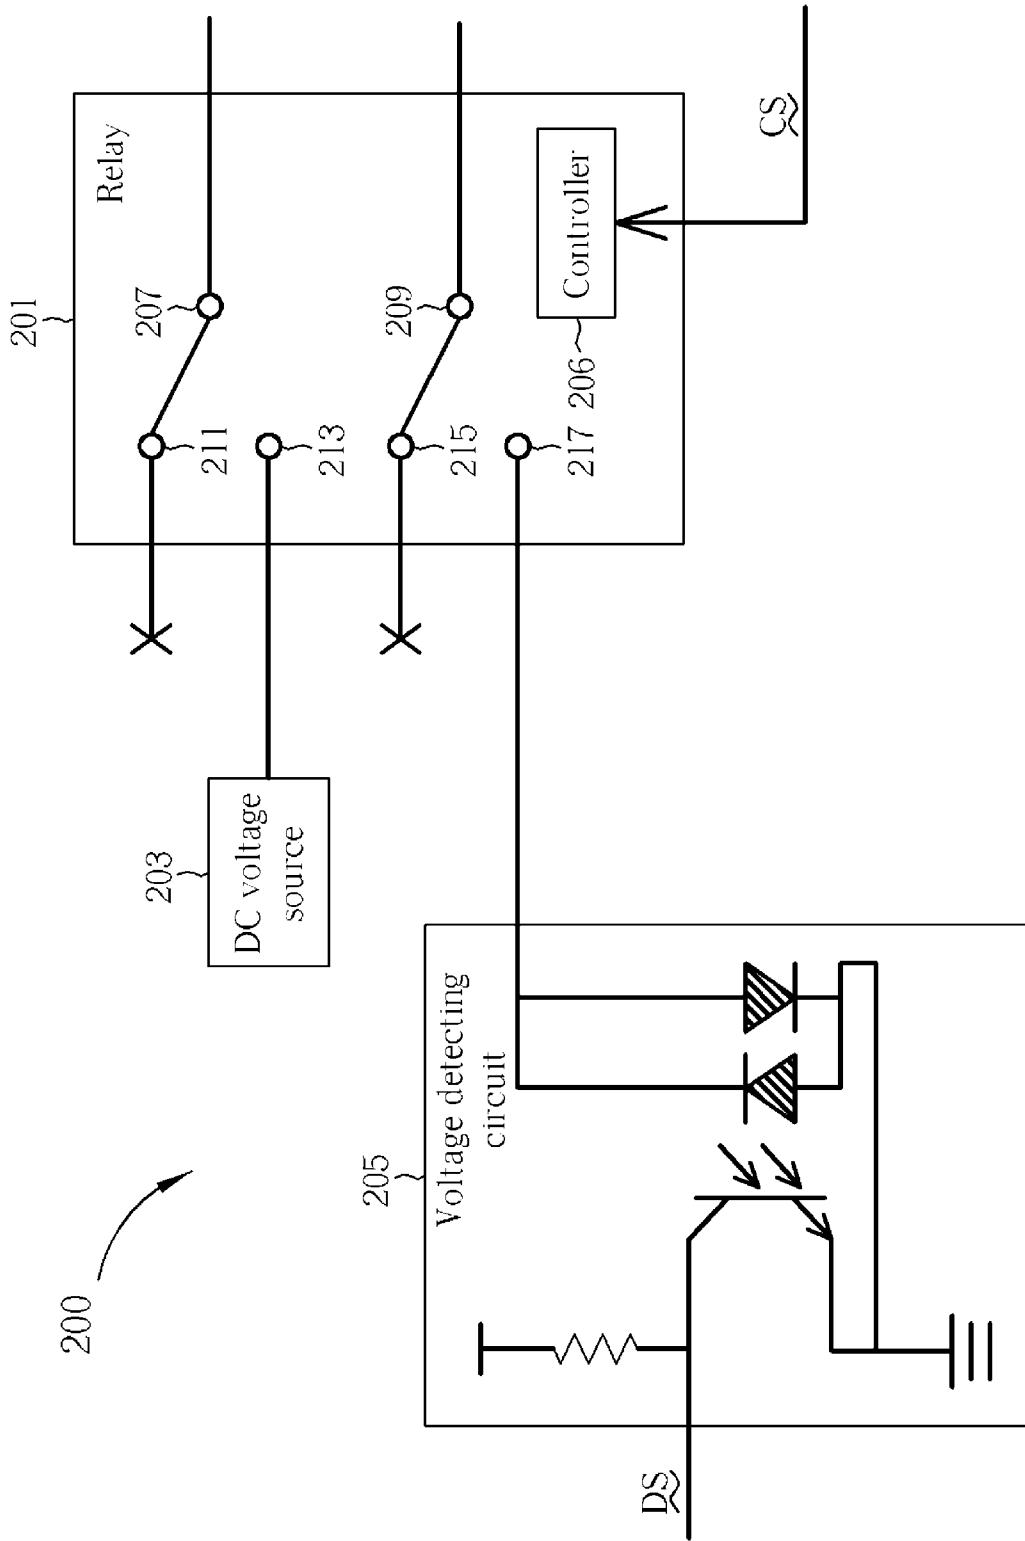 200
201
Relay
207
211
213
209
215
217
Controller
206
CS
203
DC voltage
source
205
Voltage detecting
circuit
DS